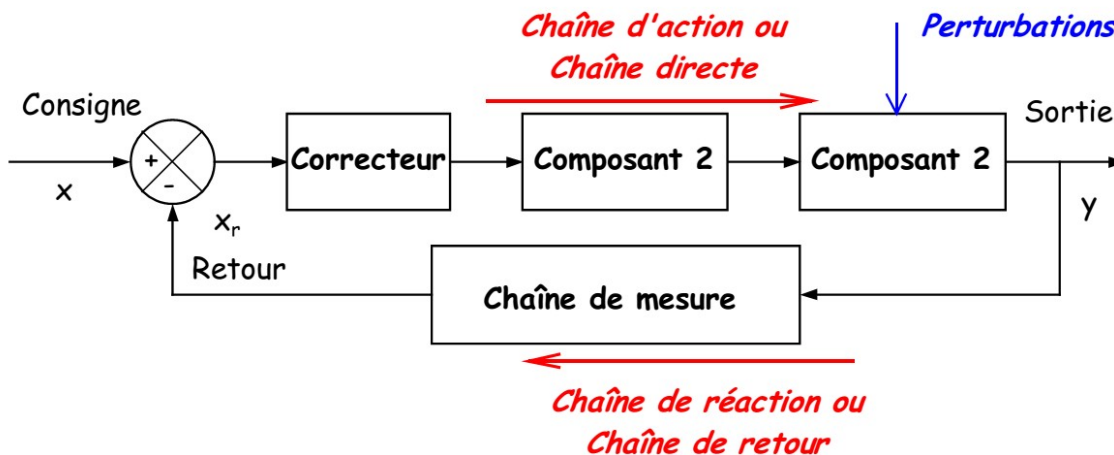 Chaîne d'action ou
Chaîne directe
Perturbations
Consigne
Sortie
+
-
Correcteur
Composant 2
Composant 2
x
xr
y
Retour
Chaîne de mesure
Chaîne de réaction ou
Chaîne de retour